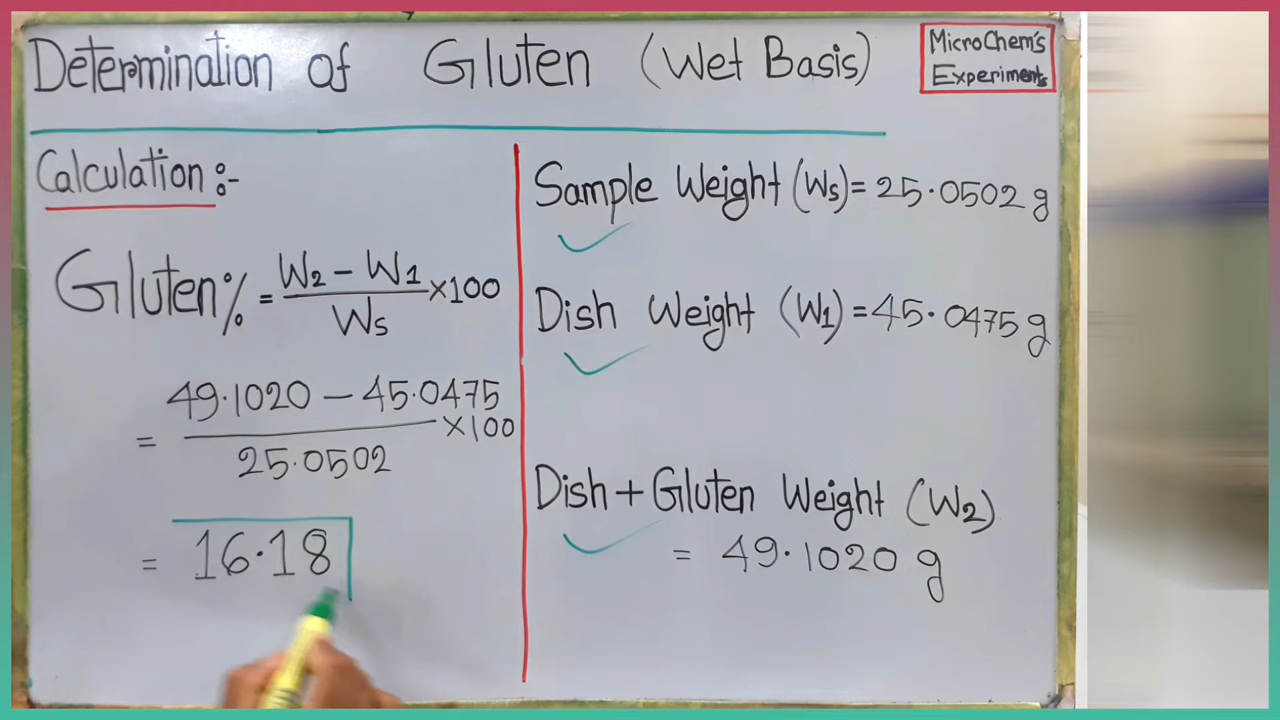 Determination of Gluten (Wet Basis)
MicroChem's
Experiments
Calculation :-
Gluten% = W2 - W1 / Ws ×100
= 49.1020 - 45.0475 / 25.0502 ×100
= 16.18
Sample Weight (Ws) = 25.0502 g
Dish Weight (W1) = 45.0475 g
Dish + Gluten Weight (W2)
= 49.1020 g